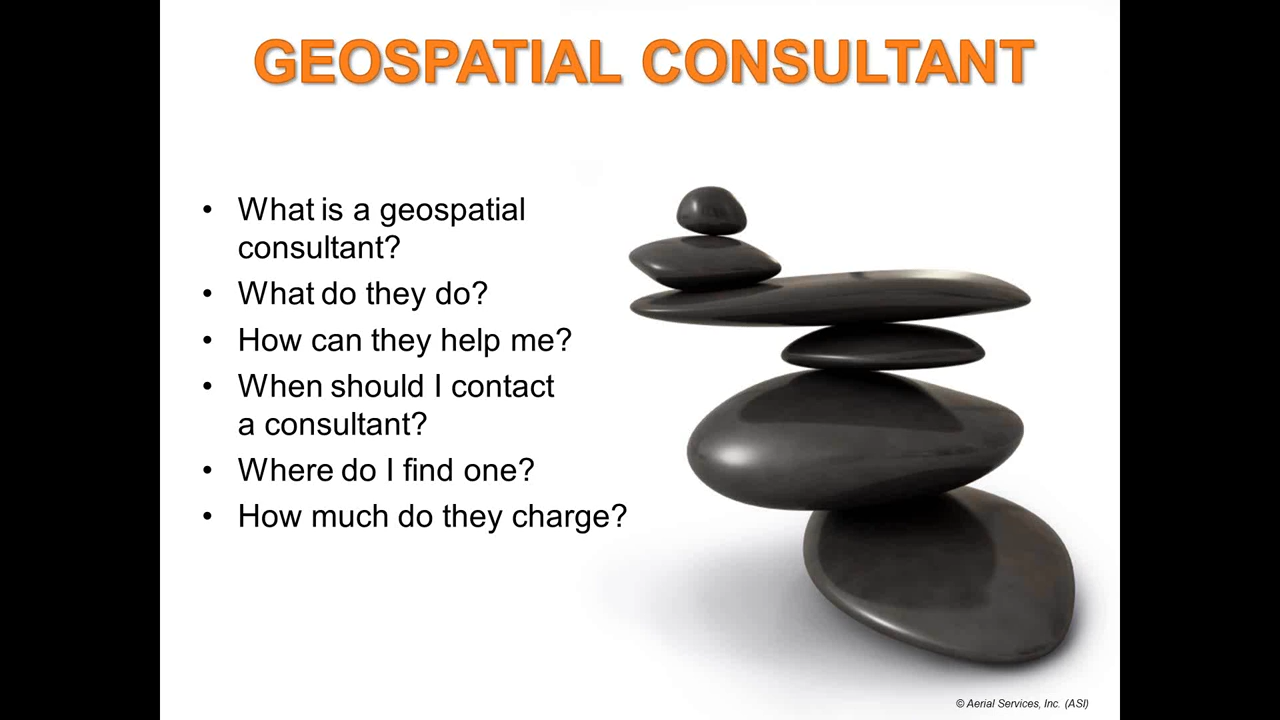 GEOSPATIAL CONSULTANT
• What is a geospatial
consultant?
• What do they do?
• How can they help me?
• When should I contact
a consultant?
• Where do I find one?
• How much do they charge?
© Aerial Services, Inc. (ASI)